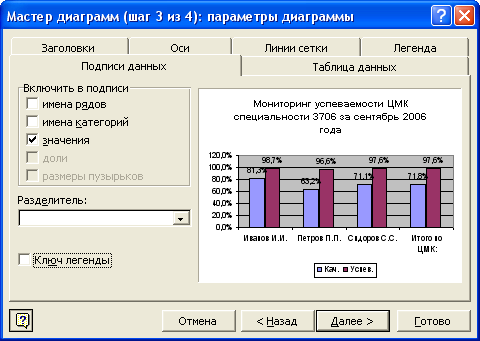 Мастер диаграмм (шаг 3 из 4): параметры диаграммы
Заголовки
Оси
Линии сетки
Легенда
Подписи данных
Таблица данных
Включить в подписи
имена рядов
имена категорий
значения
доли
размеры пузырьков
Разделитель:
Ключ легенды
Мониторинг успеваемости ЦМК
специальности 3706 за сентябрь 2006
года
120,0%
100,0%
80,0%
60,0%
40,0%
20,0%
0,0%
81,3%
98,7%
63,2%
96,6%
71,1%
97,6%
71,8%
97,6%
Иванов И.И.
Петров П.П.
Сидоров С.С.
Итого по
ЦМК:
Кач.
Успев.
Отмена
< Назад
Далее >
Готово